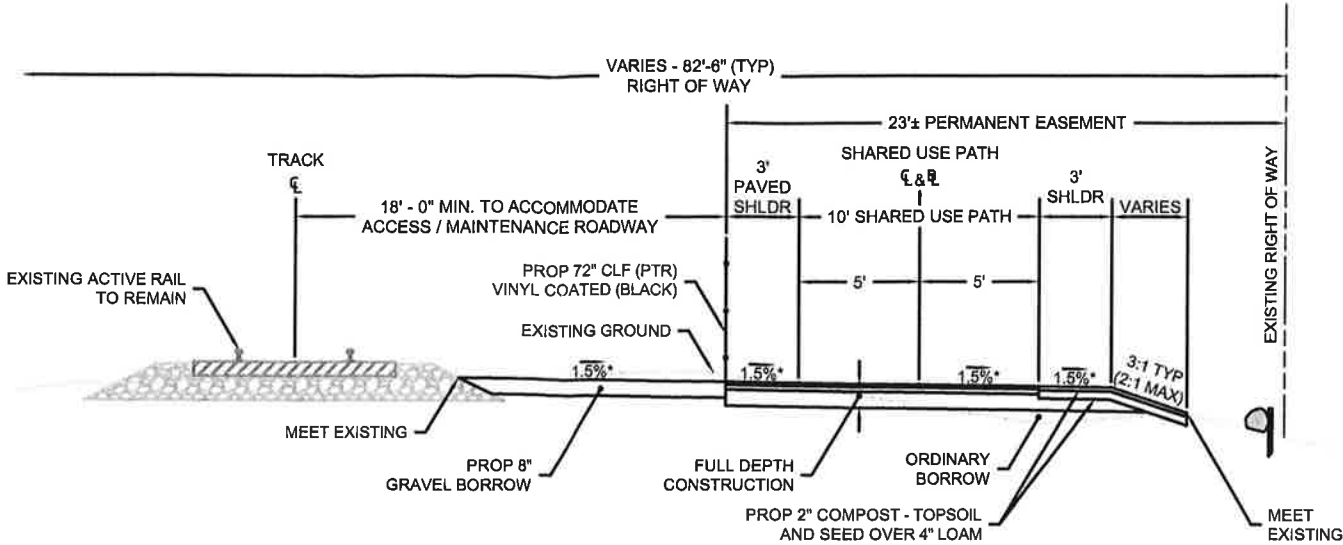 VARIES - 82'-6" (TYP)
RIGHT OF WAY
23'± PERMANENT EASEMENT
TRACK
℄
SHARED USE PATH
℄ & B̲L
3'
PAVED
SHLDR
3'
SHLDR
VARIES
18' - 0" MIN. TO ACCOMMODATE
ACCESS / MAINTENANCE ROADWAY
10' SHARED USE PATH
EXISTING RIGHT OF WAY
EXISTING ACTIVE RAIL
TO REMAIN
PROP 72" CLF (PTR)
VINYL COATED (BLACK)
5'
5'
EXISTING GROUND
1.5%*
1.5%*
1.5%*
1.5%*
3:1 TYP
(2:1 MAX)
MEET EXISTING
PROP 8"
GRAVEL BORROW
FULL DEPTH
CONSTRUCTION
ORDINARY
BORROW
PROP 2" COMPOST - TOPSOIL
AND SEED OVER 4" LOAM
MEET
EXISTING